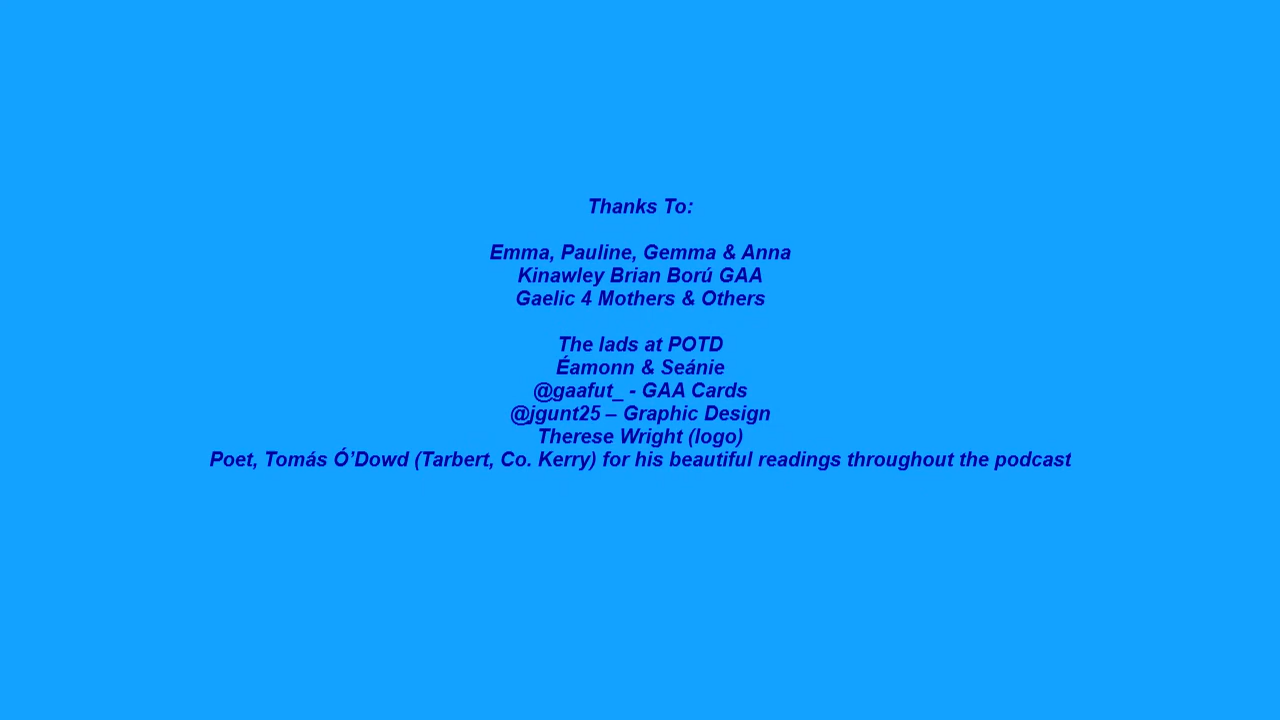 Thanks To:
Emma, Pauline, Gemma & Anna
Kinawley BrianBorú GAA
Gaelic 4 Mothers & Others
The lads at POTD
Éamonn & Seánie
@gaafut_ - GAA Cards
@jgunt25 – Graphic Design
Therese Wright (logo)
Poet, Tomás Ó’Dowd (Tarbert, Co. Kerry) for his beautiful readings throughout the podcast